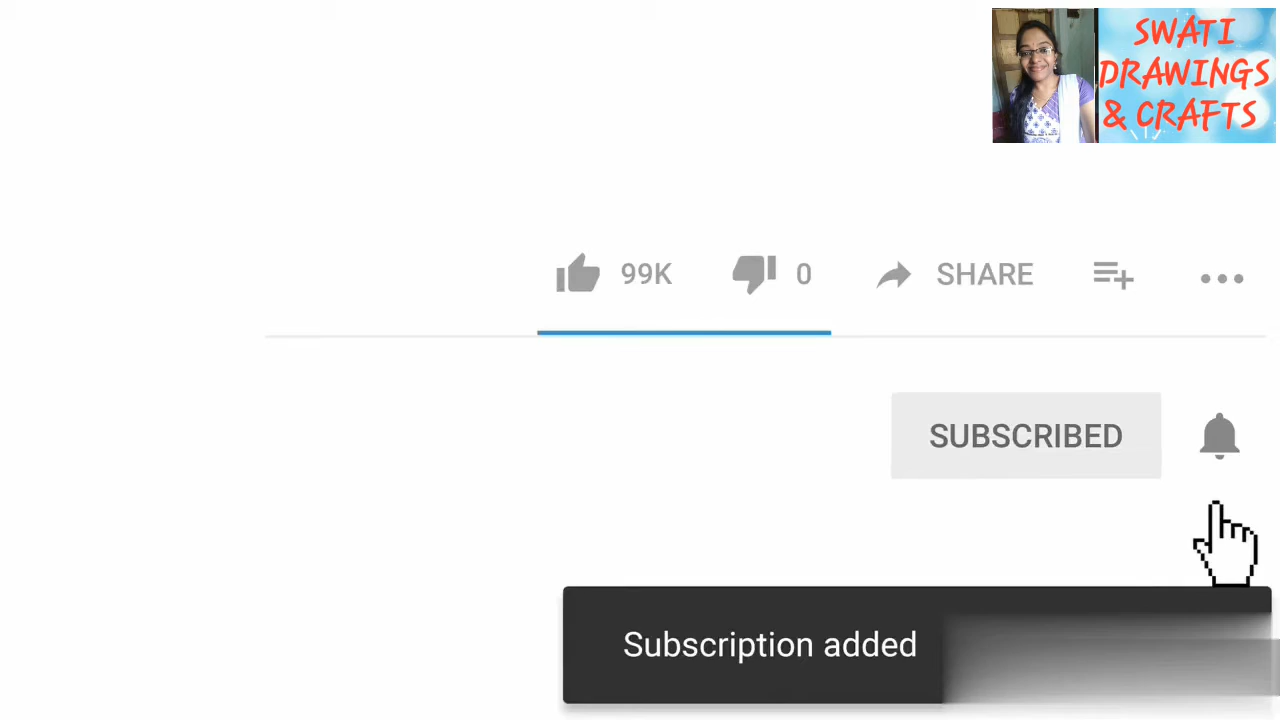 SWATI
DRAWINGS
& CRAFTS
99K 0 SHARE
SUBSCRIBED
Subscription added